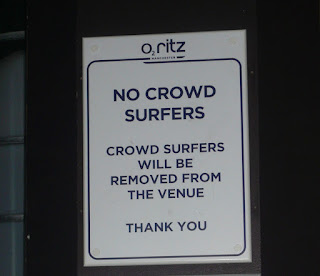 O2 ritz
MANCHESTER
NO CROWD
SURFERS
CROWD SURFERS
WILL BE
REMOVED FROM
THE VENUE
THANK YOU